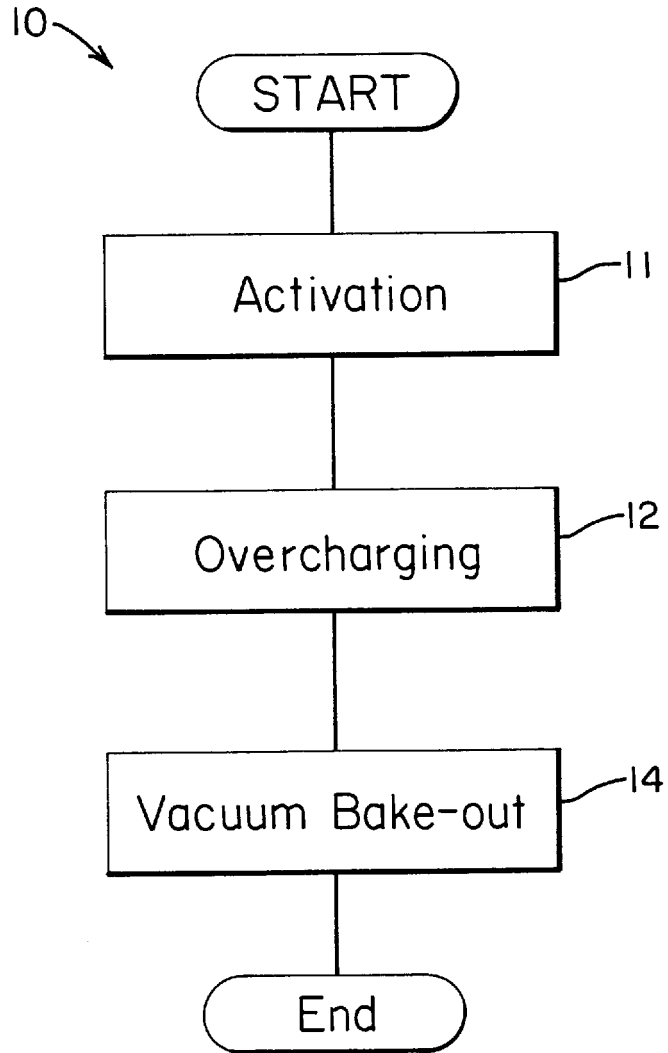 10
START
Activation
11
Overcharging
12
Vacuum Bake-out
14
End